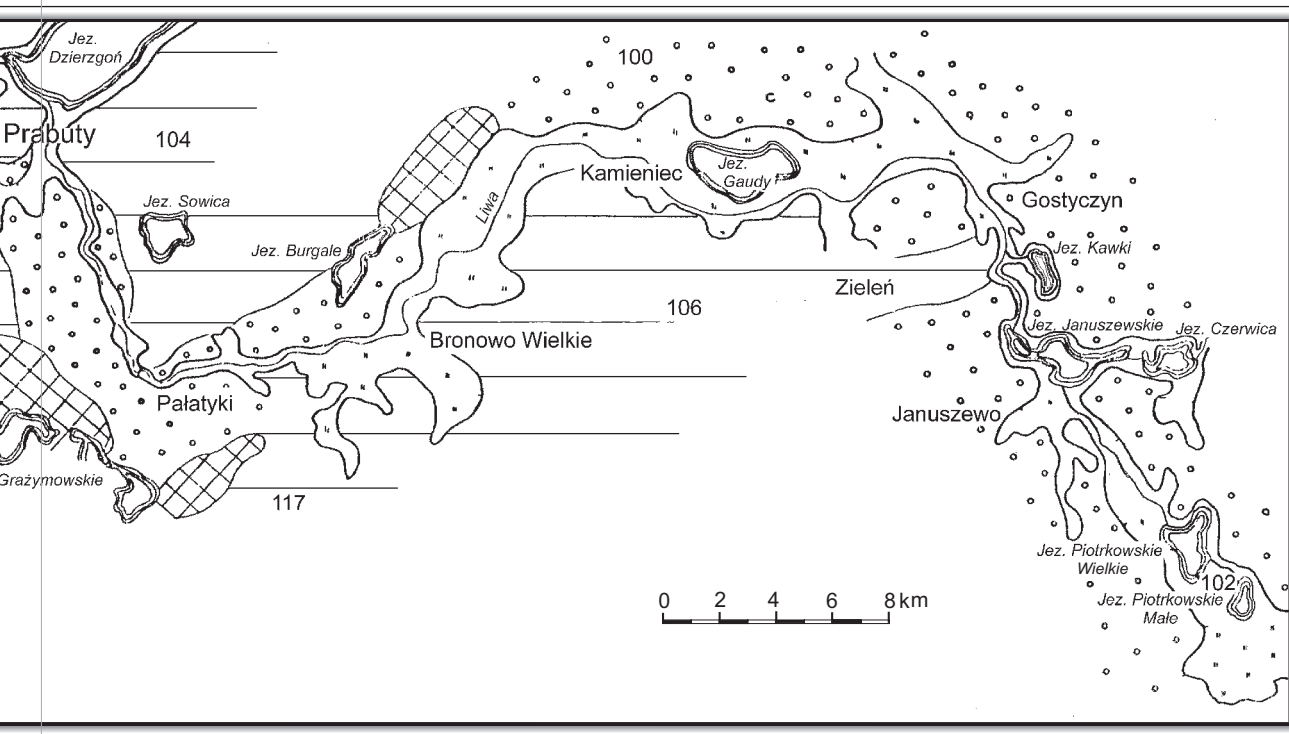 Jez.
Dzierzgoń
100
Prabuty
104
Jez. Sowica
Jez. Burgale
Liwa
Kamieniec
Jez.
Gaudy
Gostyczyn
Jez. Kawki
Zieleń
106
Bronowo Wielkie
Jez. Januszewskie
Jez. Czerwica
Pałatyki
Januszewo
Grażymowskie
117
Jez. Piotrkowskie
Wielkie
102
Jez. Piotrkowskie
Małe
0 2 4 6 8 km